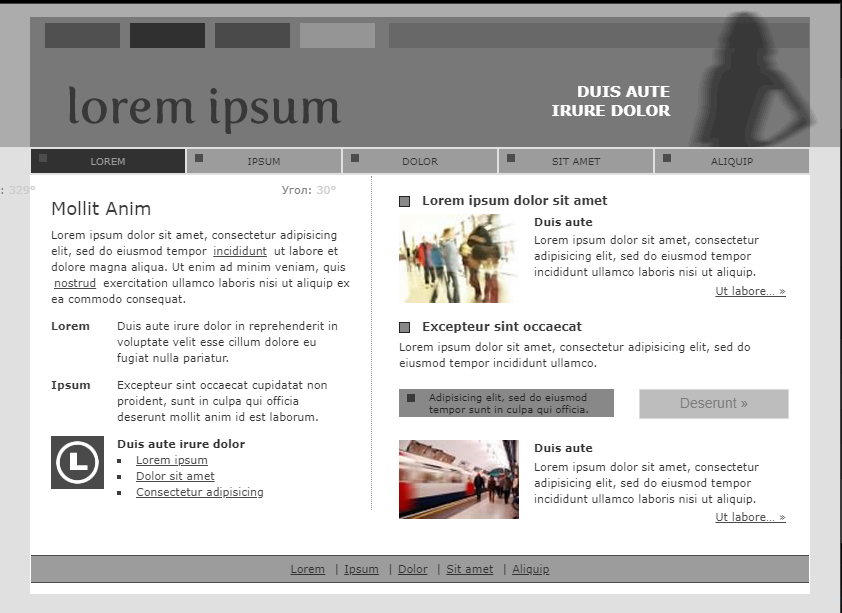 lorem ipsum
DUIS AUTE
IRURE DOLOR
LOREM IPSUM DOLOR SIT AMET ALIQUIP
: 329° Угол: 30°
Mollit Anim
Lorem ipsum dolor sit amet, consectetur adipisicing
elit, sed do eiusmod tempor incididunt ut labore et
dolore magna aliqua. Ut enim ad minim veniam, quis
nostrud exercitation ullamco laboris nisi ut aliquip ex
ea commodo consequat.
Lorem Duis aute irure dolor in reprehenderit in
voluptate velit esse cillum dolore eu
fugiat nulla pariatur.
Ipsum Excepteur sint occaecat cupidatat non
proident, sunt in culpa qui officia
deserunt mollit anim id est laborum.
L
Duis aute irure dolor
Lorem ipsum
Dolor sit amet
Consectetur adipisicing
Lorem ipsum dolor sit amet
Duis aute
Lorem ipsum dolor sit amet, consectetur
adipisicing elit, sed do eiusmod tempor
incididunt ullamco laboris nisi ut aliquip.
Ut labore... »
Excepteur sint occaecat
Lorem ipsum dolor sit amet, consectetur adipisicing elit, sed do
eiusmod tempor incididunt ullamco.
Adipisicing elit, sed do eiusmod
tempor sunt in culpa qui officia.
Deserunt »
Duis aute
Lorem ipsum dolor sit amet, consectetur
adipisicing elit, sed do eiusmod tempor
incididunt ullamco laboris nisi ut aliquip.
Ut labore... »
Lorem | Ipsum | Dolor | Sit amet | Aliquip